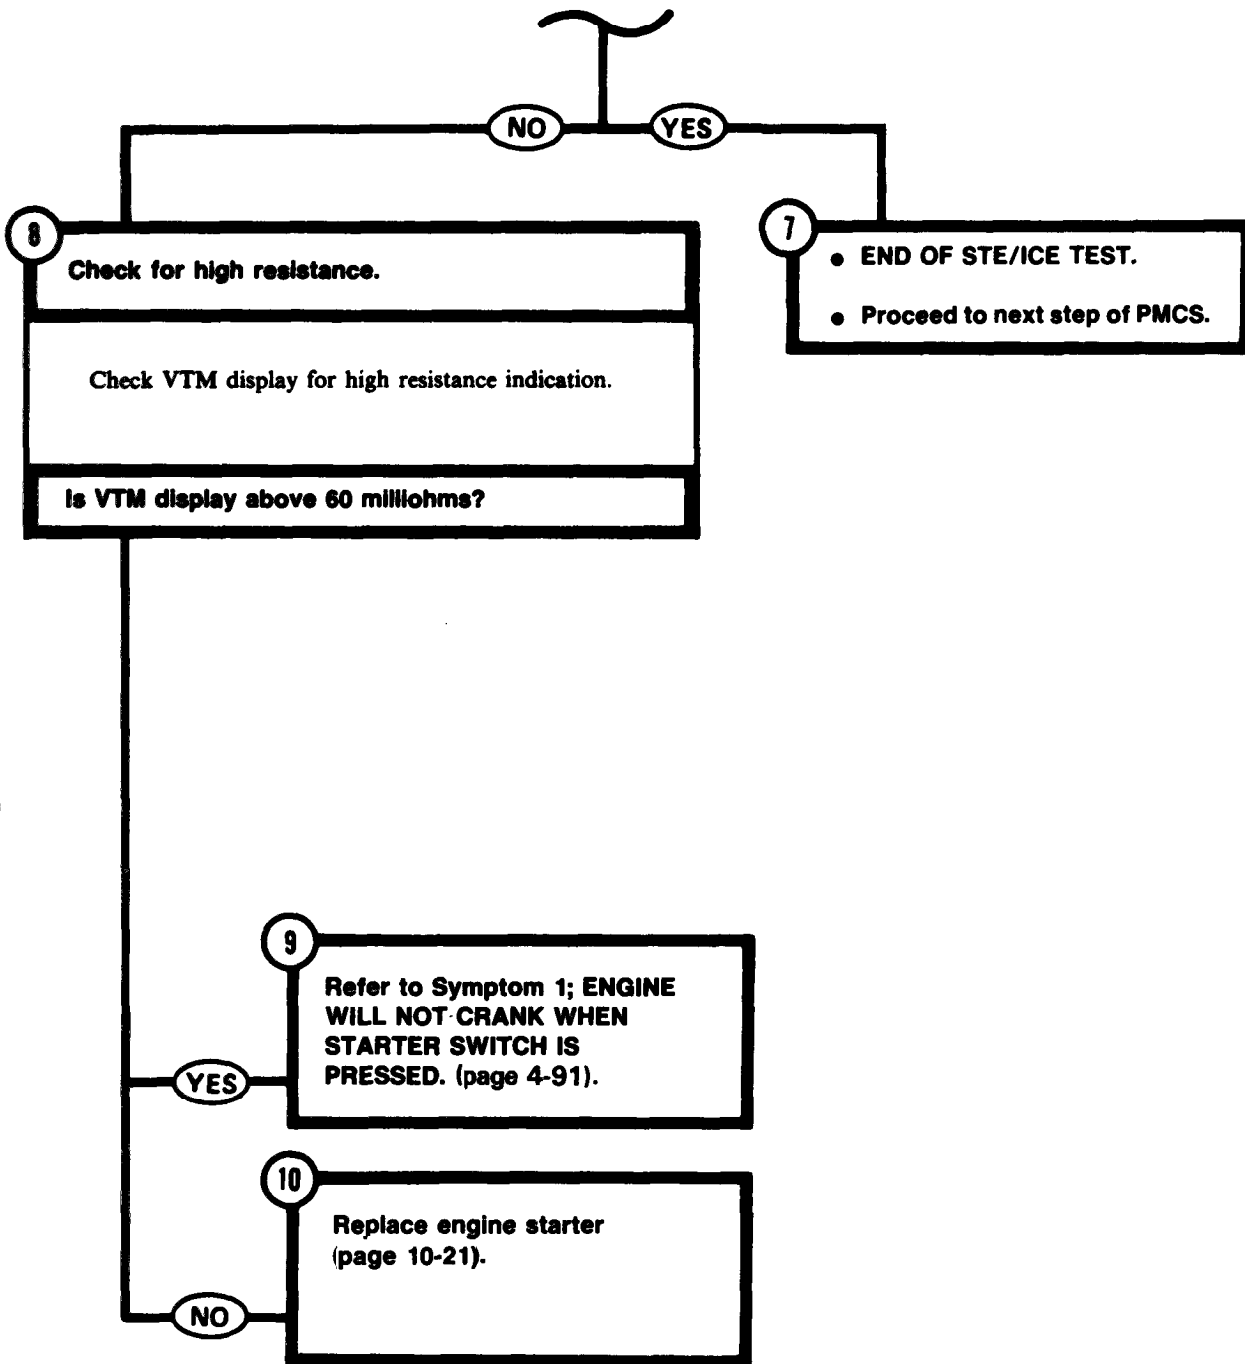 NO
YES
8
Check for high resistance.
Check VTM display for high resistance indication.
Is VTM display above 60 milliohms?
7
● END OF STE/ICE TEST.
● Proceed to next step of PMCS.
9
Refer to Symptom 1; ENGINE
WILL NOT CRANK WHEN
STARTER SWITCH IS
PRESSED. (page 4-91).
YES
10
Replace engine starter
(page 10-21).
NO